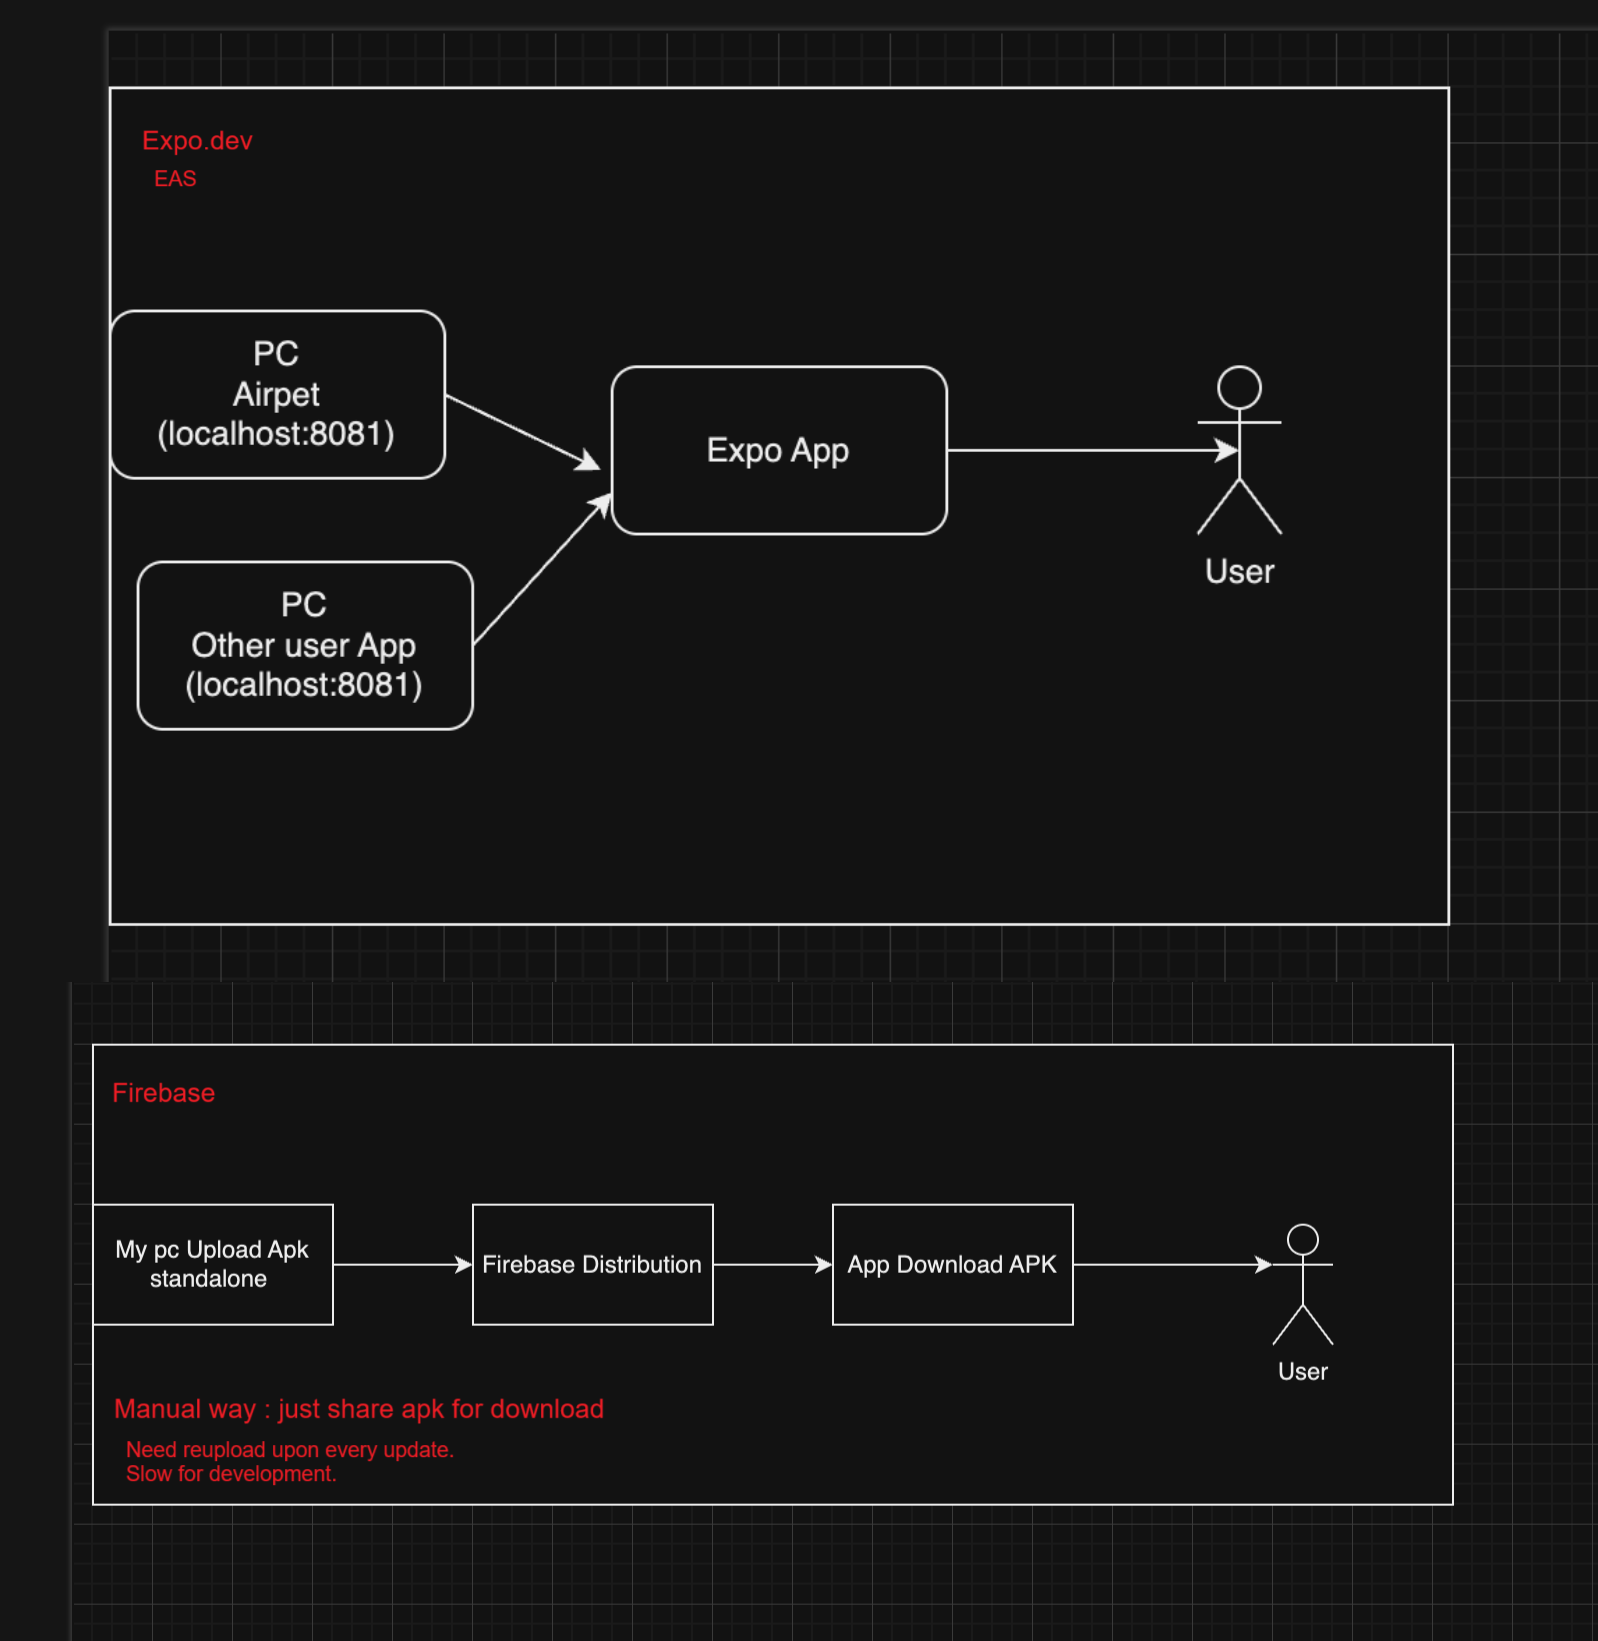 Expo.dev
EAS
PC
Airpet
(localhost:8081)
Expo App
PC
Other user App
(localhost:8081)
User
Firebase
My pc Upload Apk
standalone
Firebase Distribution
App Download APK
User
Manual way : just share apk for download
Need reupload upon every update.
Slow for development.